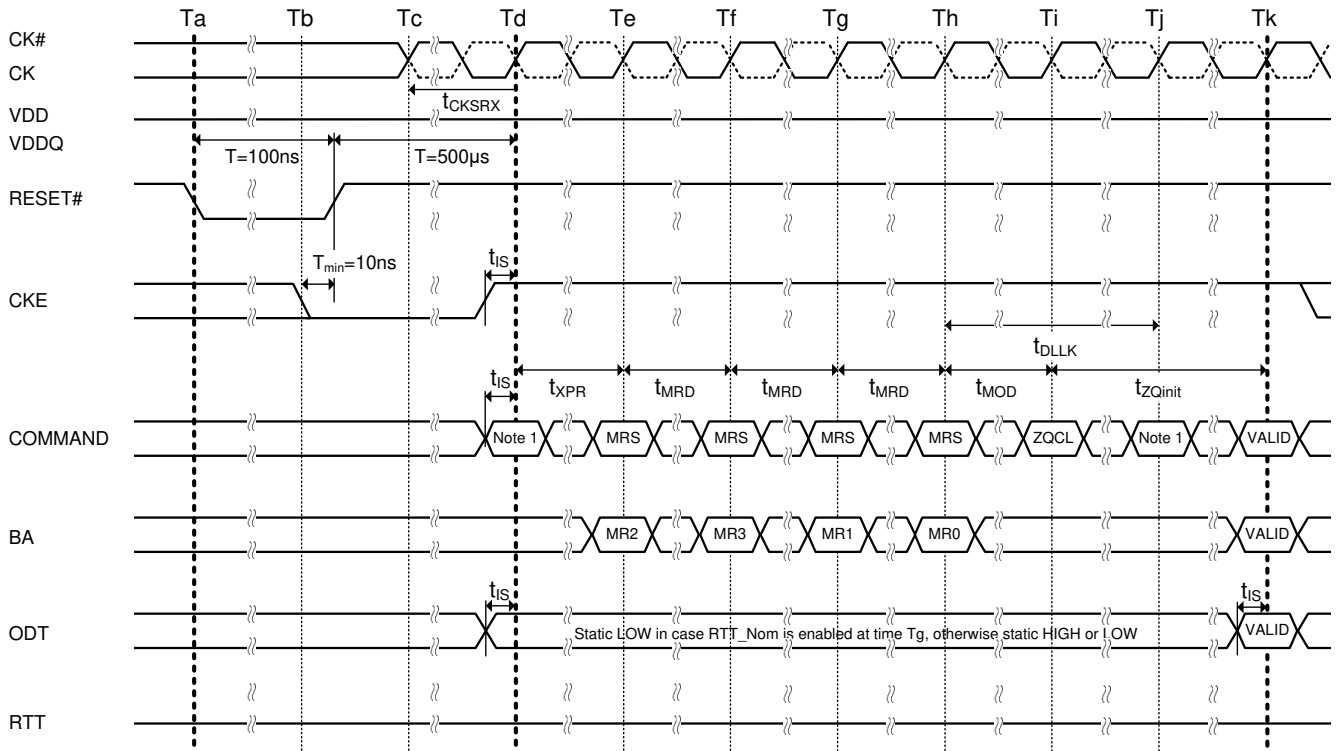 Ta Tb Tc Td Te Tf Tg Th Ti Tj Tk
CK#
CK
tCKSRX
VDD
VDDQ
T=100ns T=500µs
RESET#
Tmin=10ns tIS
CKE
tDLLK
tIS tXPR tMRD tMRD tMRD tMOD tZQinit
COMMAND Note 1 MRS MRS MRS MRS ZQCL Note 1 VALID
BA MR2 MR3 MR1 MR0 VALID
tIS tIS
ODT Static LOW in case RTT_Nom is enabled at time Tg, otherwise static HIGH or LOW VALID
RTT